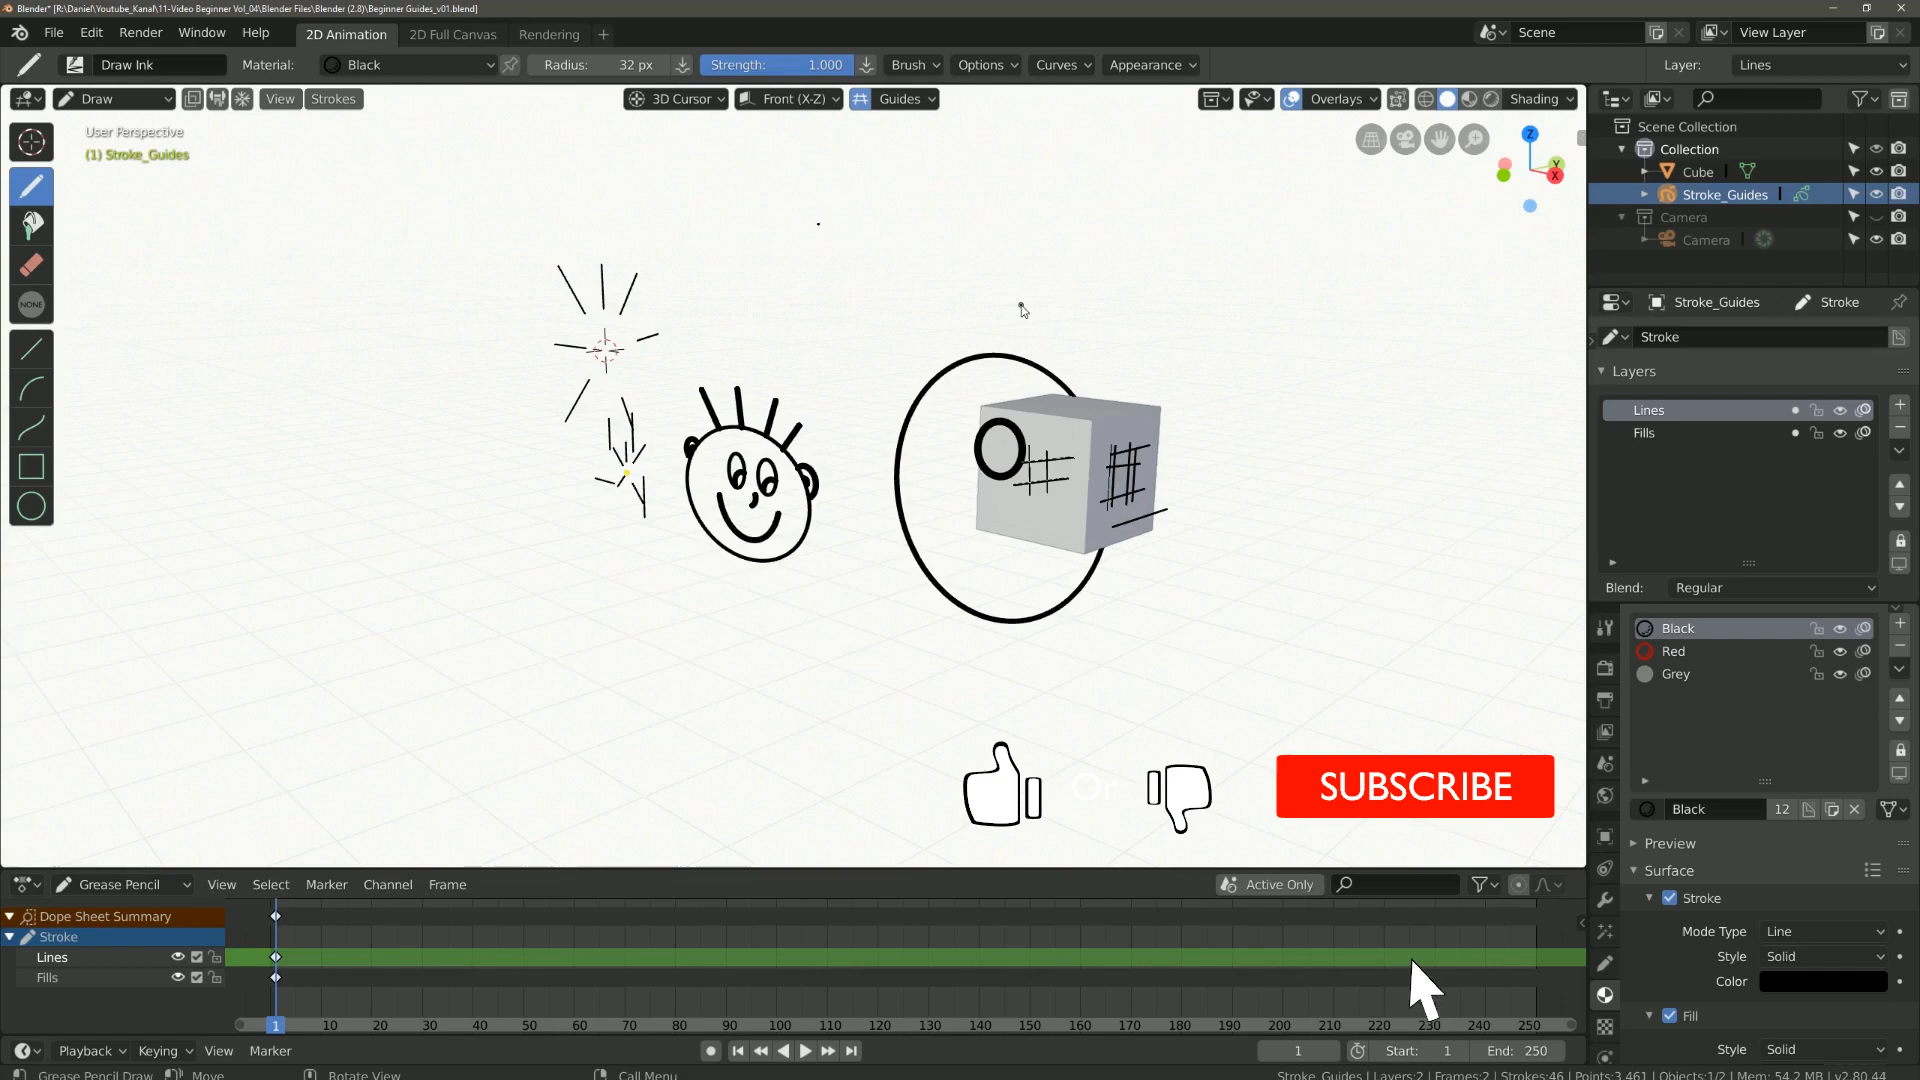 Blender* [R:\Daniel\Youtube_Kanal\11-Video Beginner Vol_04\Blender Files\Blender (2.8)\Beginner Guides_v01.blend]
File Edit Render Window Help 2D Animation 2D Full Canvas Rendering + Scene View Layer
Draw Ink Material: Black Radius: 32 px Strength: 1.000 Brush Options Curves Appearance Layer: Lines
Draw View Strokes 3D Cursor Front (X-Z) Guides Overlays Shading
User Perspective
(1) Stroke_Guides
Z
Y
X
NONE
Scene Collection
Collection
Cube
Stroke_Guides
Camera
Camera
Stroke_Guides Stroke
Stroke
Layers
Lines
Fills
Blend: Regular
Black
Red
Grey
Black 12
Preview
Surface
Stroke
Mode Type Line
Style Solid
Color
Fill
Style Solid
Or
SUBSCRIBE
Grease Pencil View Select Marker Channel Frame Active Only
Dope Sheet Summary
Stroke
Lines
Fills
1 10 20 30 40 50 60 70 80 90 100 110 120 130 140 150 160 170 180 190 200 210 220 230 240 250
Playback Keying View Marker 1 Start: 1 End: 250
Grease Pencil Draw Move Rotate View Call Menu Stroke_Guides | Layers:2 | Frames:2 | Strokes:46 | Points:3,461 | Objects:1/2 | Mem: 54.2 MB | v2.80.44